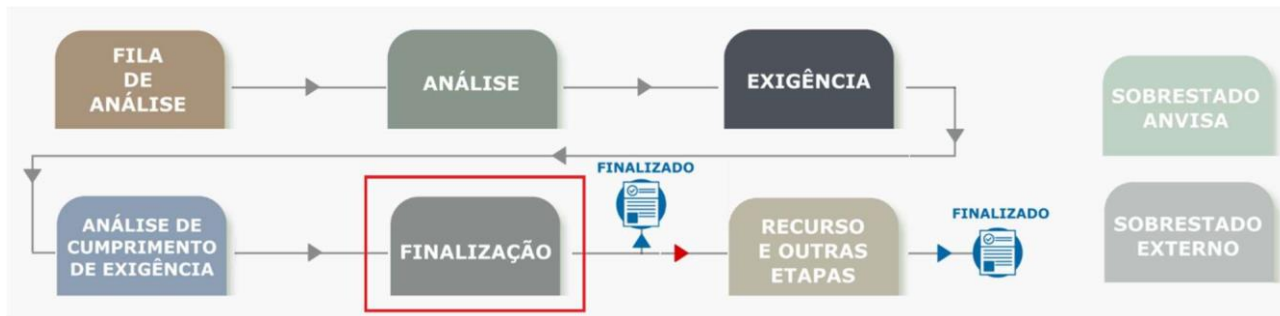 FILA
DE
ANÁLISE
ANÁLISE
EXIGÊNCIA
SOBRESTADO
ANVISA
ANÁLISE DE
CUMPRIMENTO
DE EXIGÊNCIA
FINALIZAÇÃO
FINALIZADO
RECURSO
E OUTRAS
ETAPAS
FINALIZADO
SOBRESTADO
EXTERNO